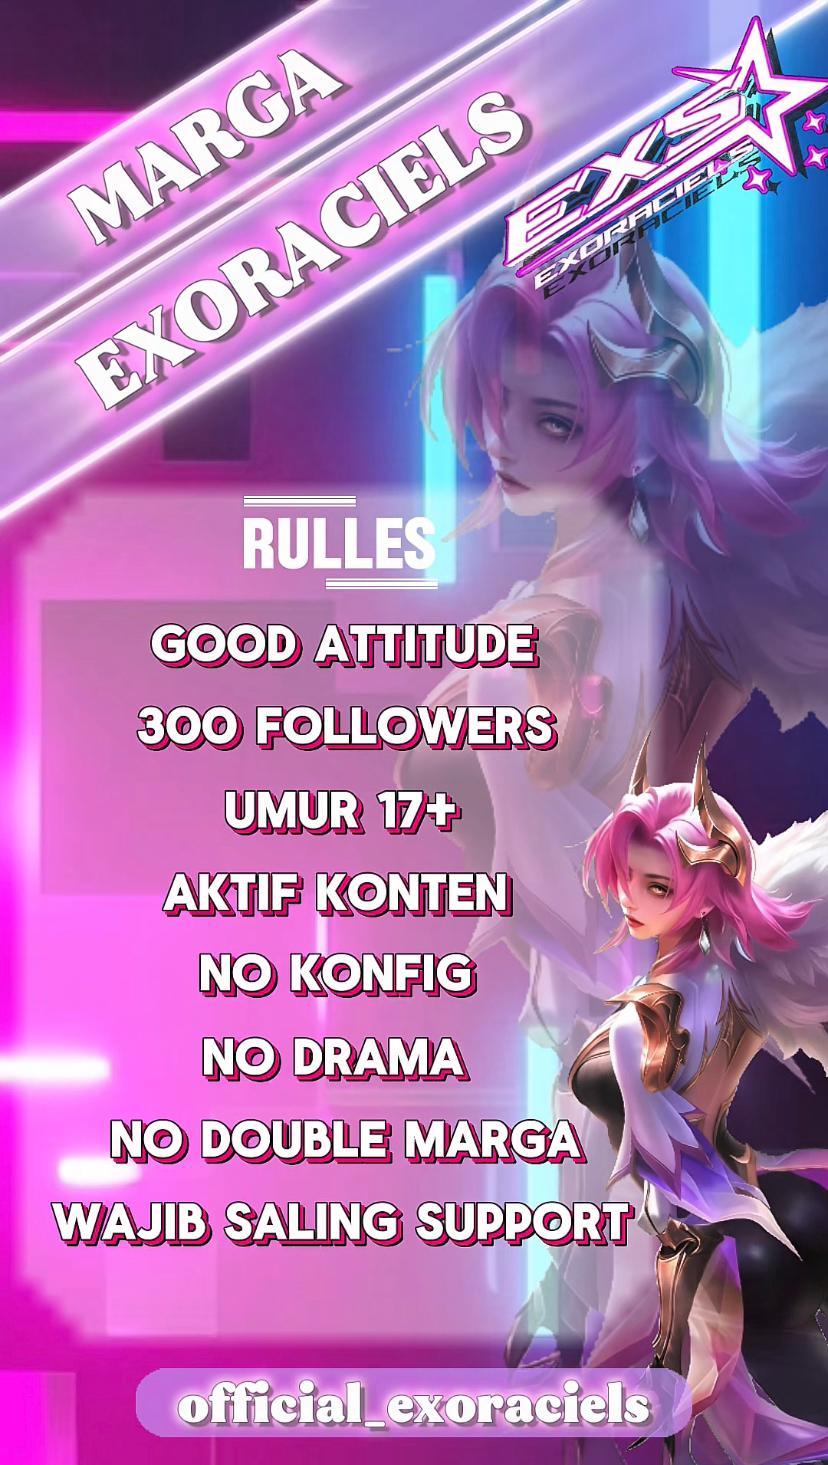 MARGA
EXORACIELS
EXS
EXORACIELS
RULLES
GOOD ATTITUDE
300 FOLLOWERS
UMUR 17+
AKTIF KONTEN
NO KONFIG
NO DRAMA
NO DOUBLE MARGA
WAJIB SALING SUPPORT
official_exoraciels